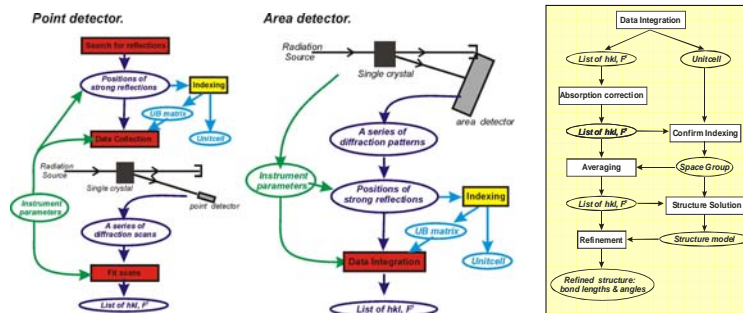 Point detector.
Search for reflections
Positions of
strong reflections
Indexing
UB matrix
Unitcell
Data Collection
Radiation
Source
Single crystal
point detector
Instrument
parameters
A series of
diffraction scans
Fit scans
List of hkl, F²
Area detector.
Radiation
Source
Single crystal
area detector
A series of
diffraction patterns
Instrument
parameters
Positions of
strong reflections
Indexing
UB matrix
Data Integration
Unitcell
List of hkl, F²
Data Integration
List of hkl, F²
Unitcell
Absorption correction
List of hkl, F²
Confirm Indexing
Averaging
Space Group
List of hkl, F²
Structure Solution
Refinement
Structure model
Refined structure:
bond lengths & angles